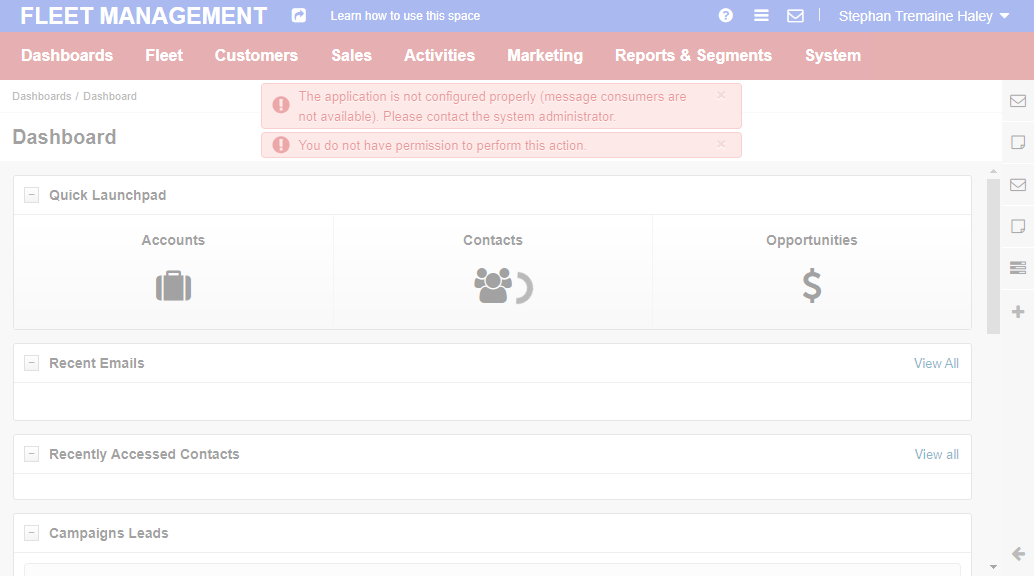 FLEET MANAGEMENT
Learn how to use this space
Stephan Tremaine Haley
Dashboards
Fleet
Customers
Sales
Activities
Marketing
Reports & Segments
System
Dashboards / Dashboard
The application is not configured properly (message consumers are
not available). Please contact the system administrator.
You do not have permission to perform this action.
Dashboard
Quick Launchpad
Accounts
Contacts
Opportunities
Recent Emails
View All
Recently Accessed Contacts
View all
Campaigns Leads